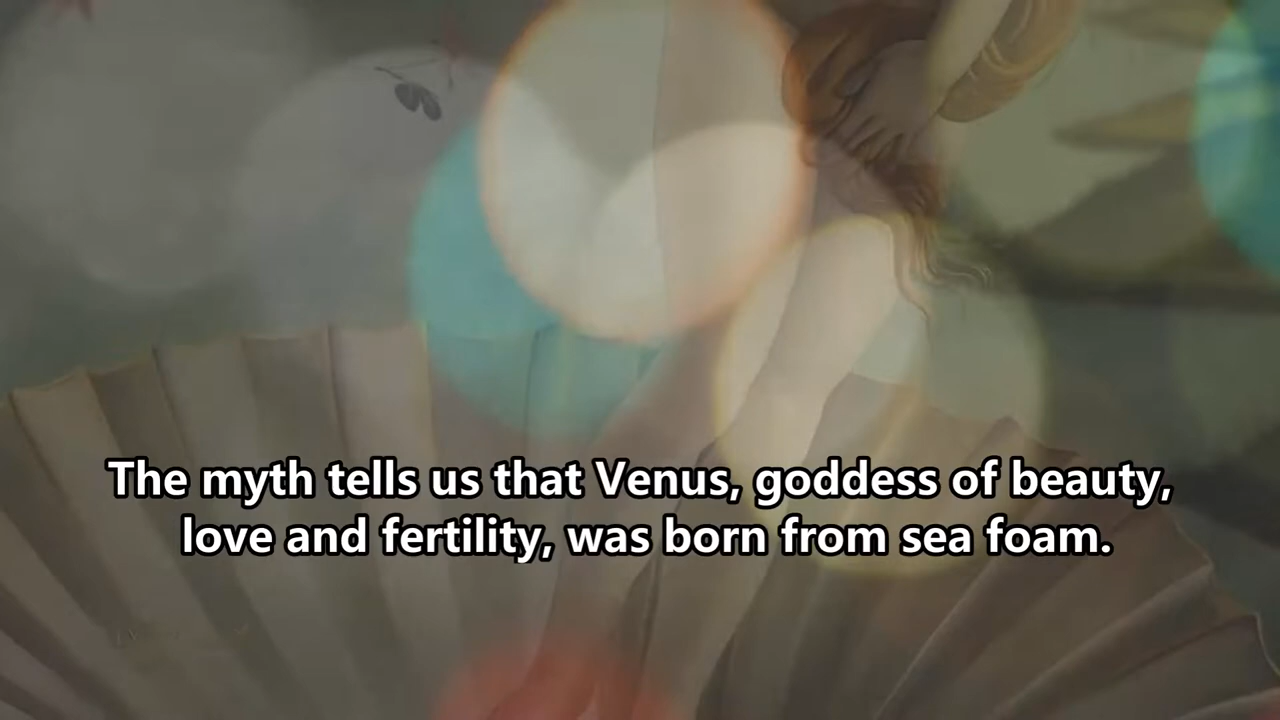 The myth tells us that Venus, goddess of beauty,
love and fertility, was born from sea foam.